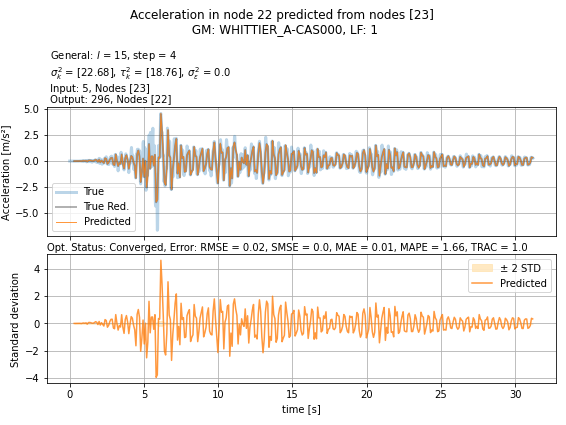 Acceleration in node 22 predicted from nodes [23]
GM: WHITTIER_A-CAS000, LF: 1
General: l = 15, step = 4
σ²ₖ = [22.68], τ²ₖ = [18.76], σ²_ε = 0.0
Input: 5, Nodes [23]
Output: 296, Nodes [22]
5.0
2.5
0.0
−2.5
−5.0
Acceleration [m/s²]
True
True Red.
Predicted
Opt. Status: Converged, Error: RMSE = 0.02, SMSE = 0.0, MAE = 0.01, MAPE = 1.66, TRAC = 1.0
4
2
0
−2
−4
Standard deviation
± 2 STD
Predicted
0 5 10 15 20 25 30
time [s]